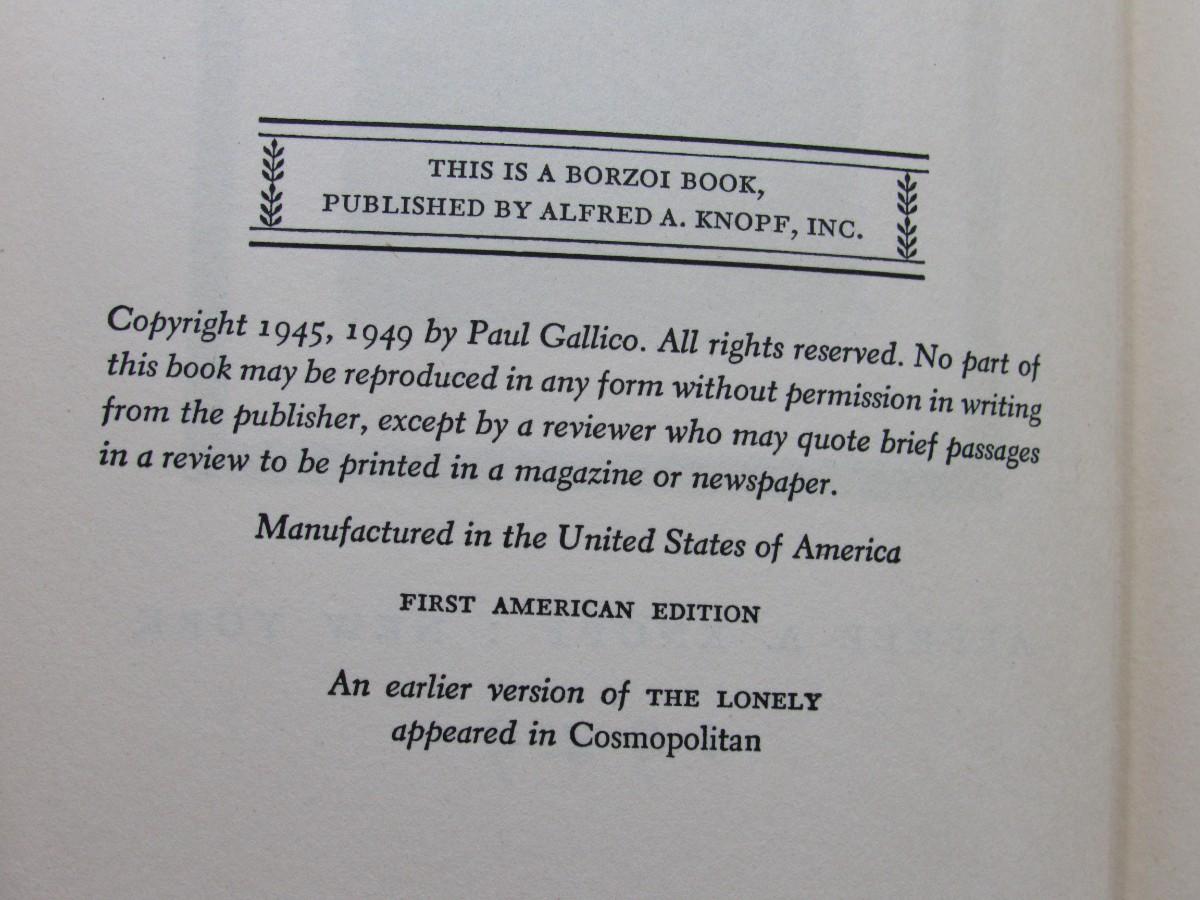 THIS IS A BORZOI BOOK,
PUBLISHED BY ALFRED A. KNOPF, INC.
Copyright 1945, 1949 by Paul Gallico. All rights reserved. No part of
this book may be reproduced in any form without permission in writing
from the publisher, except by a reviewer who may quote brief passages
in a review to be printed in a magazine or newspaper.
Manufactured in the United States of America
FIRST AMERICAN EDITION
An earlier version of THE LONELY
appeared in Cosmopolitan